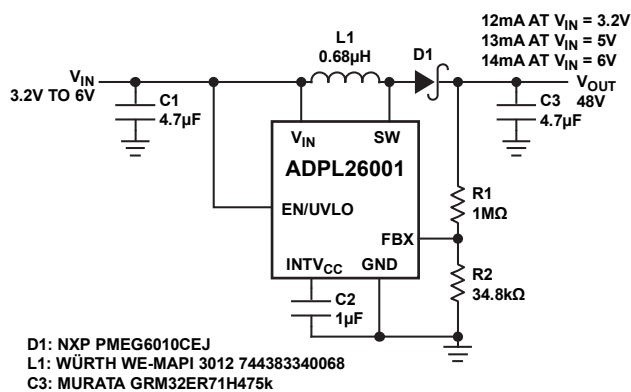 12mA AT VIN = 3.2V
13mA AT VIN = 5V
14mA AT VIN = 6V
L1
0.68µH
D1
VIN
3.2V TO 6V
VOUT
48V
C1
4.7µF
C3
4.7µF
VIN
SW
ADPL26001
R1
1MΩ
EN/UVLO
FBX
INTVCC
GND
R2
34.8kΩ
C2
1µF
D1: NXP PMEG6010CEJ
L1: WÜRTH WE-MAPI 3012 744383340068
C3: MURATA GRM32ER71H475k